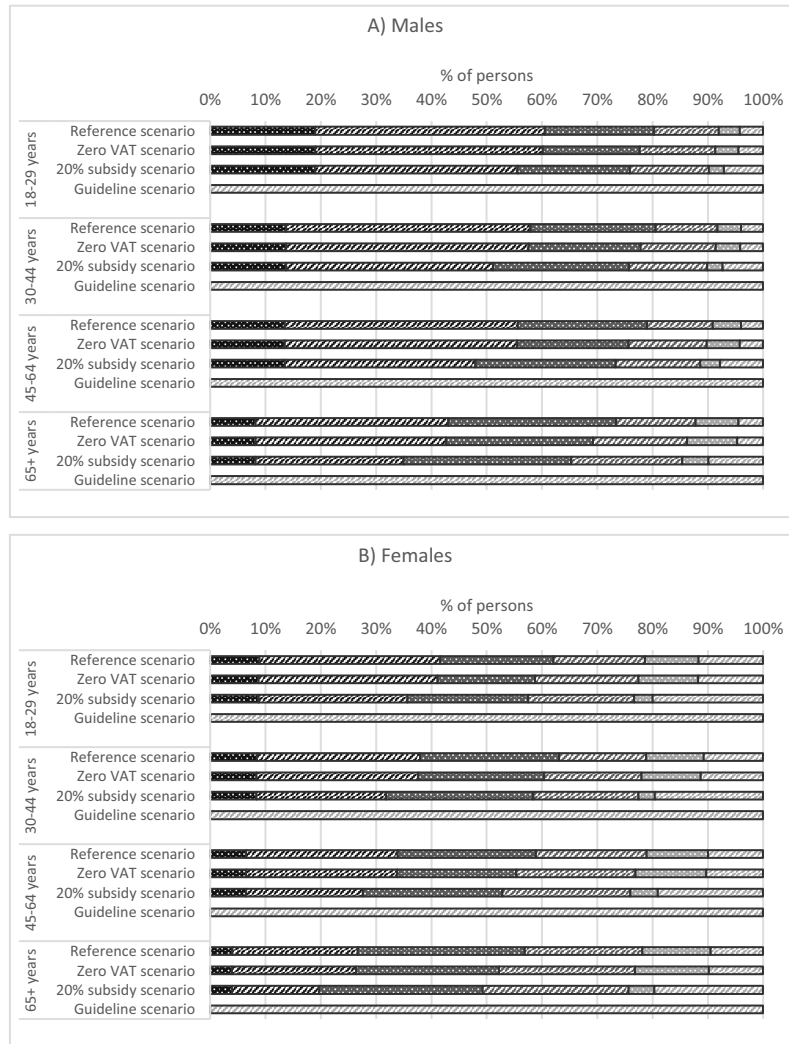 A) Males
% of persons
0% 10% 20% 30% 40% 50% 60% 70% 80% 90% 100%
18-29 years
Reference scenario
Zero VAT scenario
20% subsidy scenario
Guideline scenario
30-44 years
Reference scenario
Zero VAT scenario
20% subsidy scenario
Guideline scenario
45-64 years
Reference scenario
Zero VAT scenario
20% subsidy scenario
Guideline scenario
65+ years
Reference scenario
Zero VAT scenario
20% subsidy scenario
Guideline scenario
B) Females
% of persons
0% 10% 20% 30% 40% 50% 60% 70% 80% 90% 100%
18-29 years
Reference scenario
Zero VAT scenario
20% subsidy scenario
Guideline scenario
30-44 years
Reference scenario
Zero VAT scenario
20% subsidy scenario
Guideline scenario
45-64 years
Reference scenario
Zero VAT scenario
20% subsidy scenario
Guideline scenario
65+ years
Reference scenario
Zero VAT scenario
20% subsidy scenario
Guideline scenario